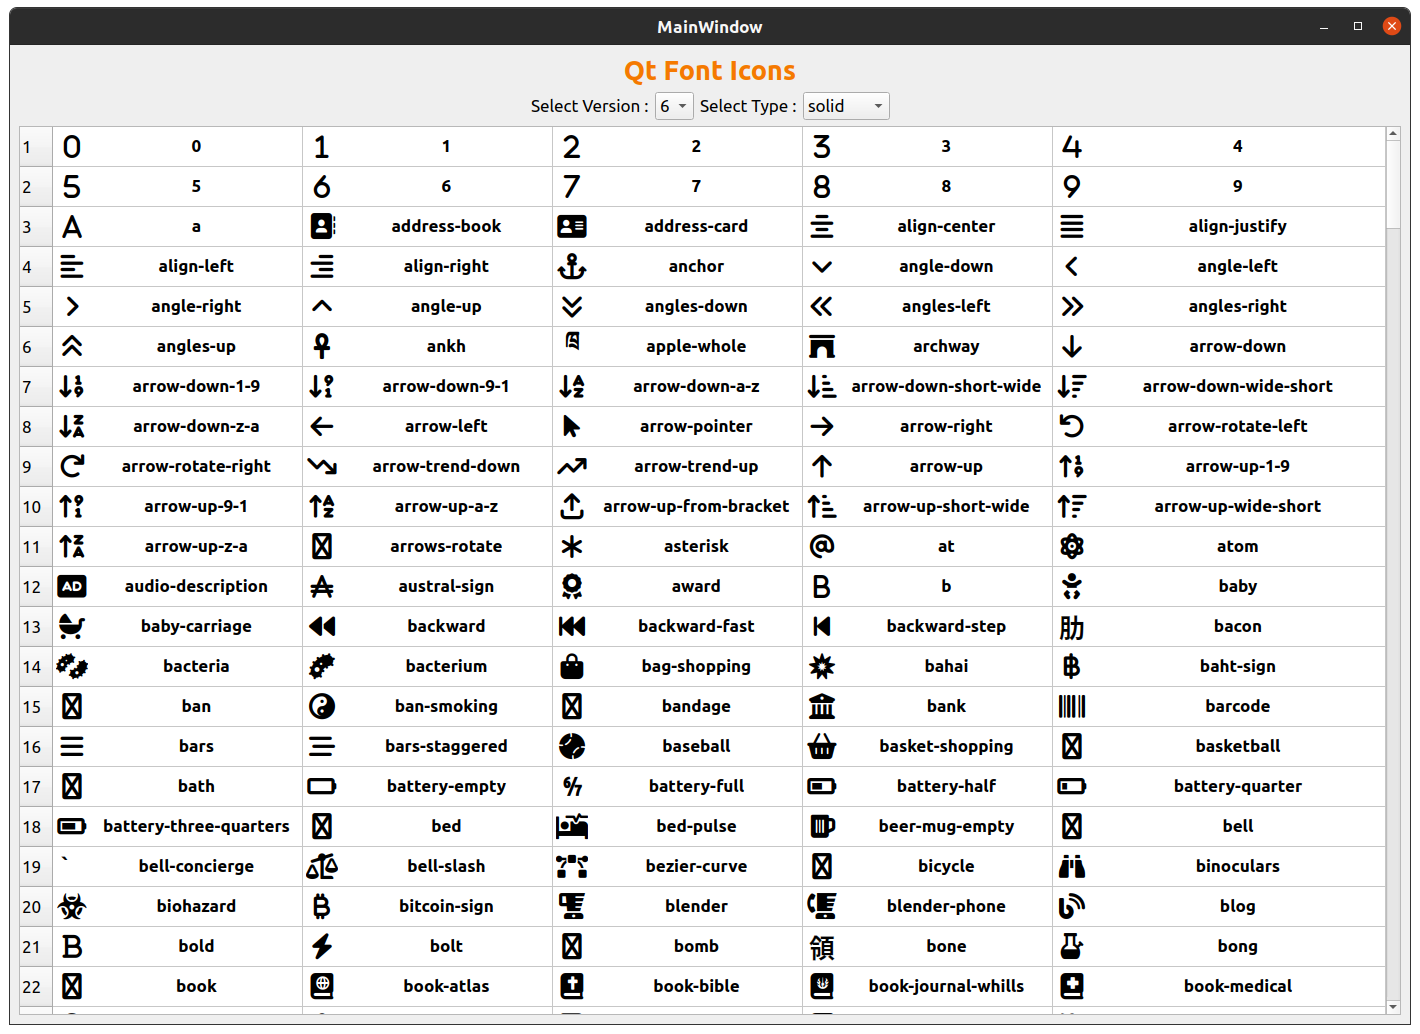 MainWindow
Qt Font Icons
Select Version : 6 Select Type : solid
1 0 0 1 1 2 2 3 3 4 4
2 5 5 6 6 7 7 8 8 9 9
3 A a address-book address-card align-center align-justify
4 align-left align-right anchor angle-down angle-left
5 angle-right angle-up angles-down angles-left angles-right
6 angles-up ankh apple-whole archway arrow-down
7 arrow-down-1-9 arrow-down-9-1 arrow-down-a-z arrow-down-short-wide arrow-down-wide-short
8 arrow-down-z-a arrow-left arrow-pointer arrow-right arrow-rotate-left
9 arrow-rotate-right arrow-trend-down arrow-trend-up arrow-up arrow-up-1-9
10 arrow-up-9-1 arrow-up-a-z arrow-up-from-bracket arrow-up-short-wide arrow-up-wide-short
11 arrow-up-z-a arrows-rotate asterisk @ at atom
12 AD audio-description austral-sign award B b baby
13 baby-carriage backward backward-fast backward-step 肋 bacon
14 bacteria bacterium bag-shopping bahai baht-sign
15 ban ban-smoking bandage bank barcode
16 bars bars-staggered baseball basket-shopping basketball
17 bath battery-empty battery-full battery-half battery-quarter
18 battery-three-quarters bed bed-pulse beer-mug-empty bell
19 ` bell-concierge bell-slash bezier-curve bicycle binoculars
20 biohazard bitcoin-sign blender blender-phone blog
21 B bold bolt bomb 領 bone bong
22 book book-atlas book-bible book-journal-whills book-medical